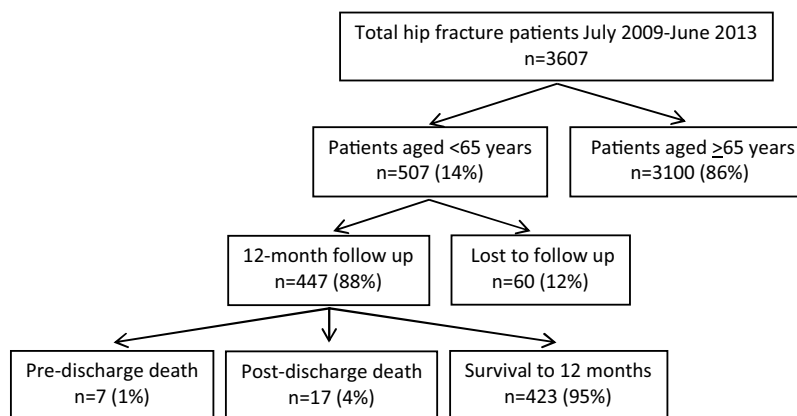 Total hip fracture patients July 2009-June 2013
n=3607
Patients aged <65 years
n=507 (14%)
Patients aged ≥65 years
n=3100 (86%)
12-month follow up
n=447 (88%)
Lost to follow up
n=60 (12%)
Pre-discharge death
n=7 (1%)
Post-discharge death
n=17 (4%)
Survival to 12 months
n=423 (95%)